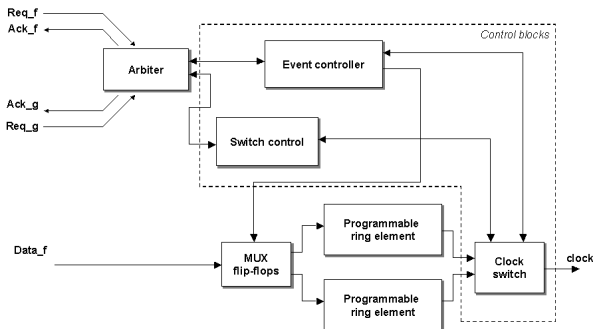 Req_f
Ack_f
Control blocks
Arbiter
Event controller
Ack_g
Req_g
Switch control
Programmable
ring element
Data_f
MUX
flip-flops
Clock
switch
clock
Programmable
ring element